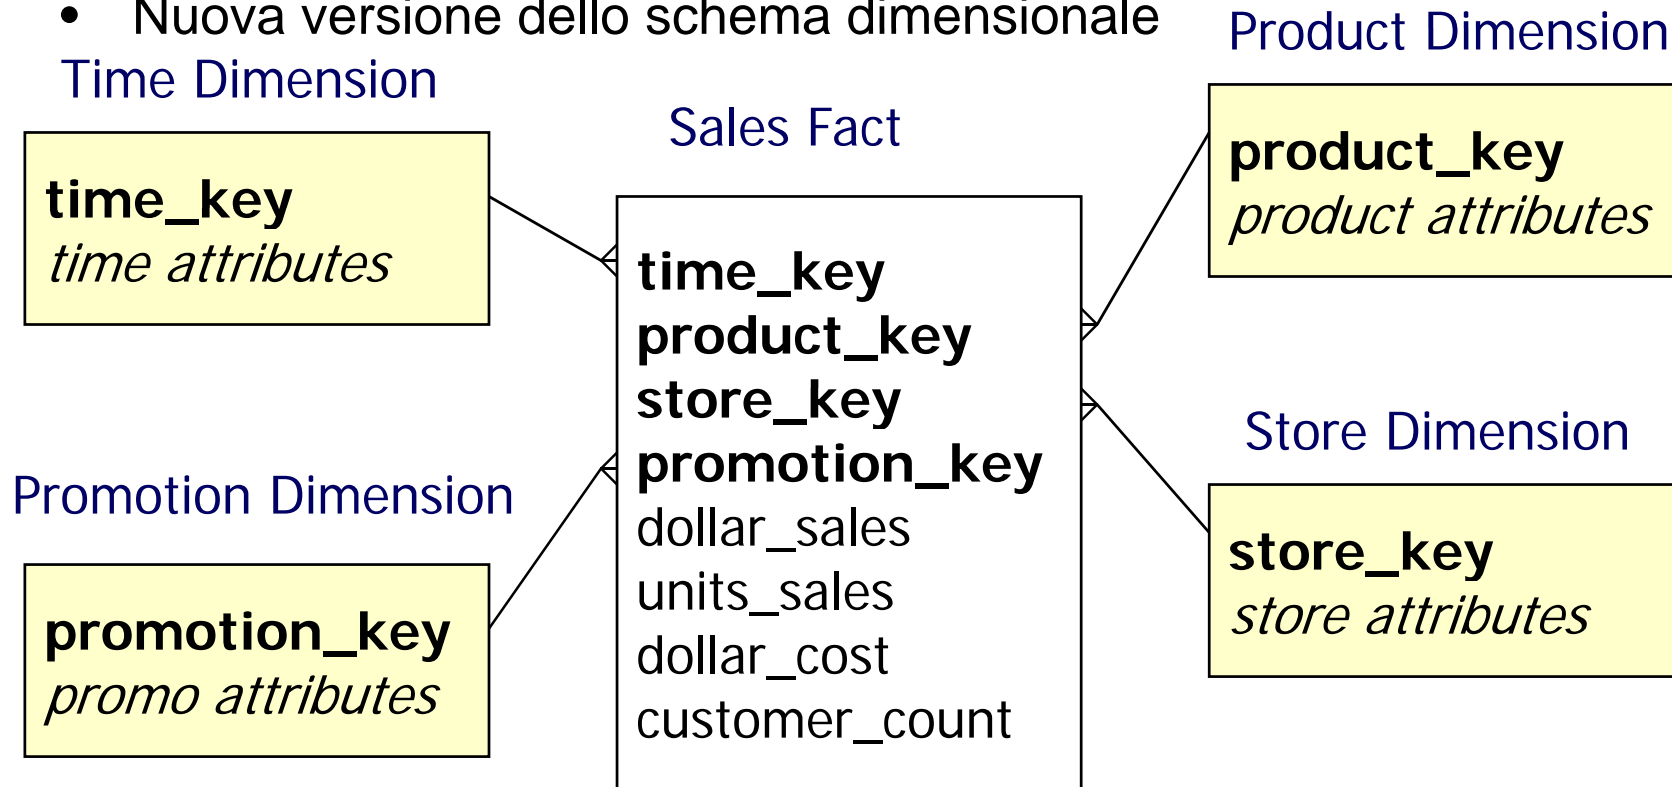 • Nuova versione dello schema dimensionale
Time Dimension
time_key
time attributes
Promotion Dimension
promotion_key
promo attributes
Sales Fact
time_key
product_key
store_key
promotion_key
dollar_sales
units_sales
dollar_cost
customer_count
Product Dimension
product_key
product attributes
Store Dimension
store_key
store attributes